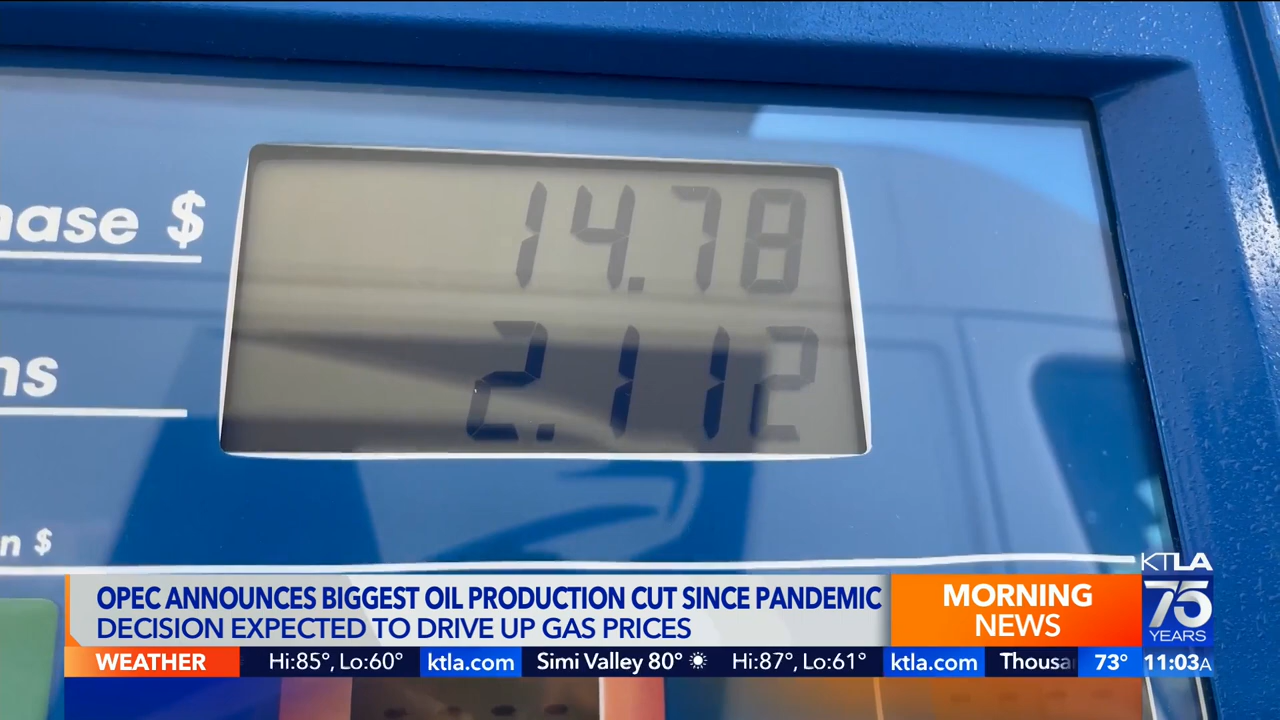 hase $
14.78
ns
2.112
n $
KTLA
75
YEARS
OPEC ANNOUNCES BIGGEST OIL PRODUCTION CUT SINCE PANDEMIC
DECISION EXPECTED TO DRIVE UP GAS PRICES
MORNING
NEWS
WEATHER Hi:85°, Lo:60° ktla.com Simi Valley 80° Hi:87°, Lo:61° ktla.com Thousa 73° 11:03A